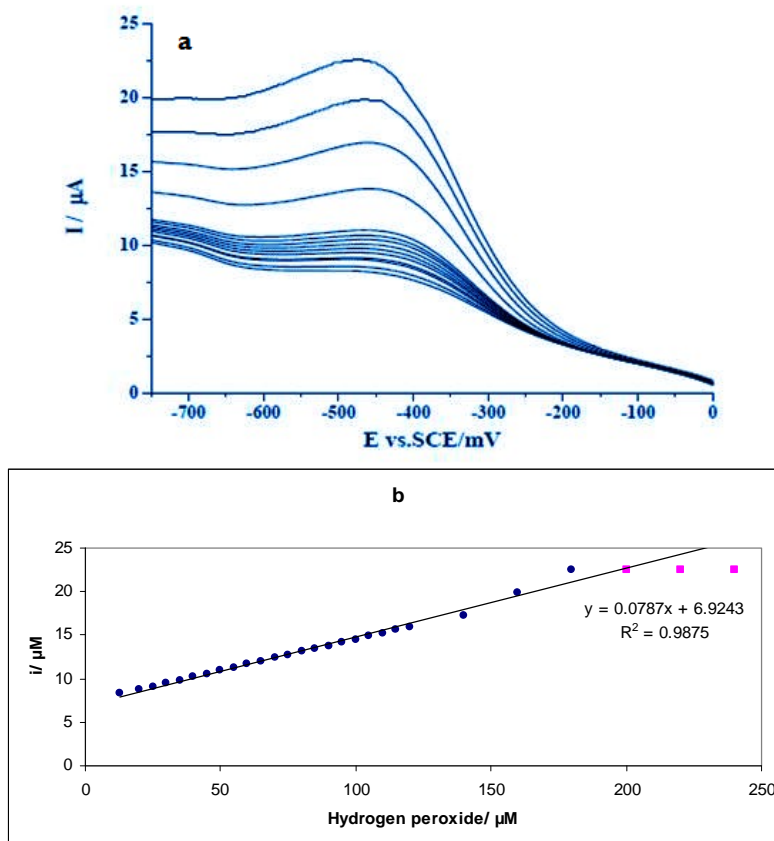 a
25
20
15
10
5
0
I / µA
-700 -600 -500 -400 -300 -200 -100 0
E vs.SCE/mV
b
25
20
15
10
5
0
i/ µM
y = 0.0787x + 6.9243
R² = 0.9875
0 50 100 150 200 250
Hydrogen peroxide/ µM